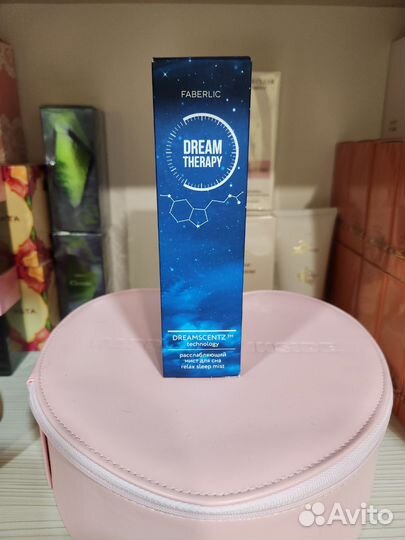 FABERLIC
DREAM
THERAPY
DREAMSCENTZ™
technology
расслабляющий
мист для сна
relax sleep mist
Avito